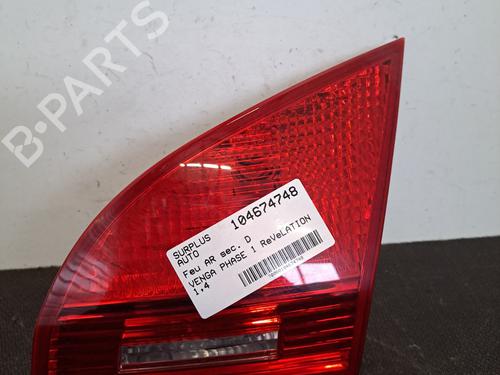 B-PARTS
SURPLUS
AUTO
104674748
Feu AR sec. D
VENGA PHASE 1 ReVeLATION
1.4